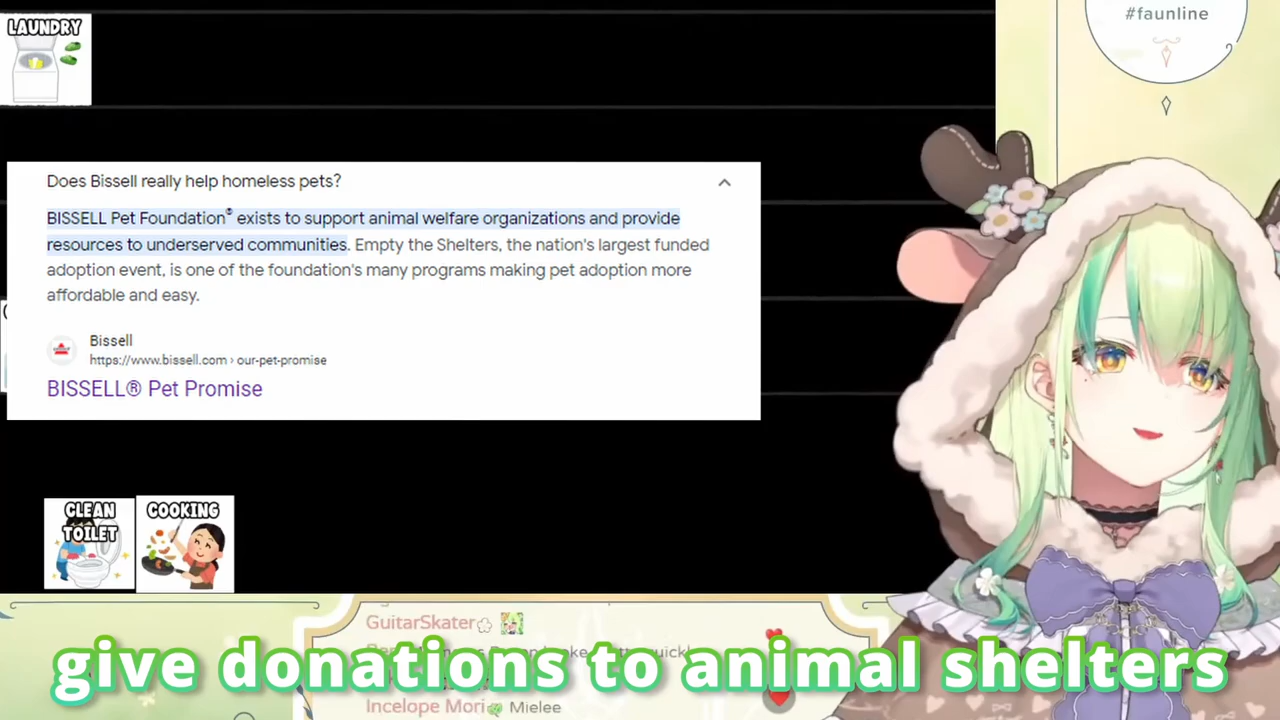 LAUNDRY
#faunline
Does Bissell really help homeless pets?
BISSELL Pet Foundation® exists to support animal welfare organizations and provide
resources to underserved communities. Empty the Shelters, the nation's largest funded
adoption event, is one of the foundation's many programs making pet adoption more
affordable and easy.
Bissell
https://www.bissell.com › our-pet-promise
BISSELL® Pet Promise
CLEAN
TOILET
COOKING
GuitarSkater
give donations to animal shelters
Incelope Mori Mielee